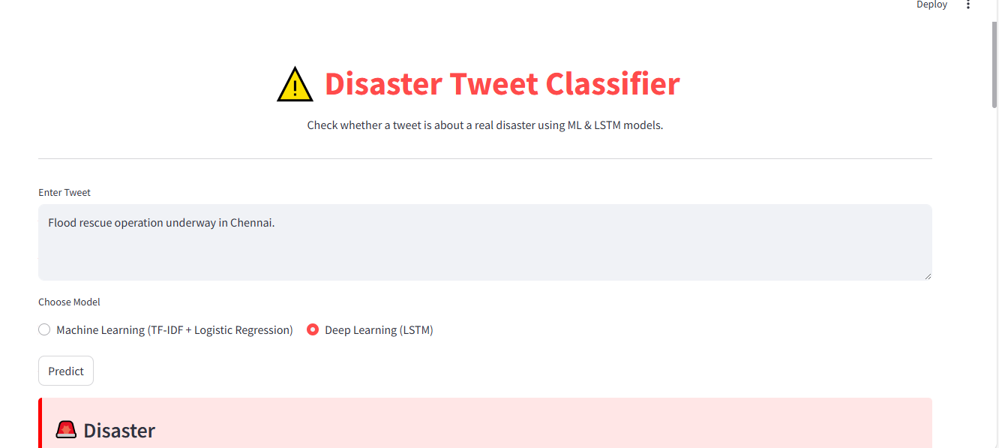 Deploy
Disaster Tweet Classifier
Check whether a tweet is about a real disaster using ML & LSTM models.
Enter Tweet
Flood rescue operation underway in Chennai.
Choose Model
Machine Learning (TF-IDF + Logistic Regression) Deep Learning (LSTM)
Predict
Disaster